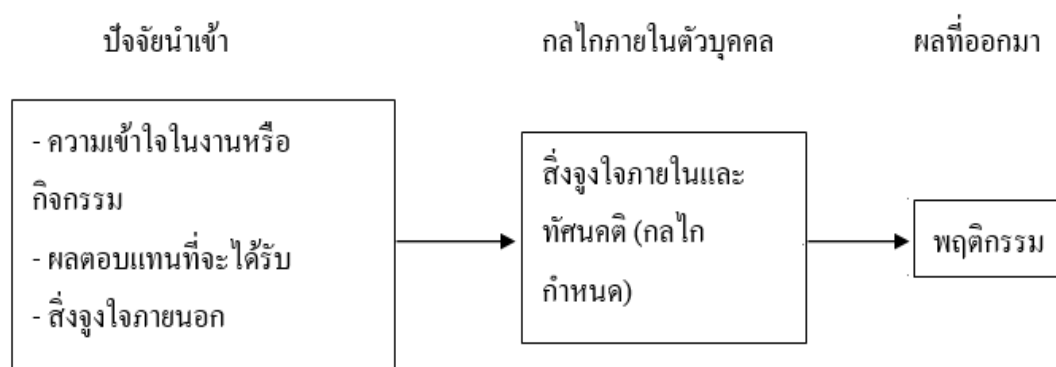 ปัจจัยนำเข้า
กลไกภายในตัวบุคคล
ผลที่ออกมา
- ความเข้าใจในงานหรือ
กิจกรรม
- ผลตอบแทนที่จะได้รับ
- สิ่งจูงใจภายนอก
สิ่งจูงใจภายในและ
ทัศนคติ (กลไก
กำหนด)
พฤติกรรม